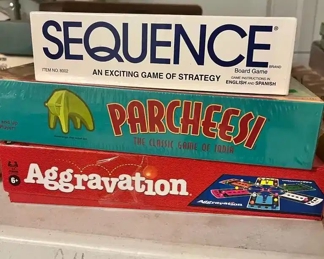 SEQUENCE®
Board Game
BRAND
ITEM NO. 8002
AN EXCITING GAME OF STRATEGY
GAME INSTRUCTIONS IN
ENGLISH AND SPANISH
PARCHEESI
THE CLASSIC GAME OF INDIA
6+
Aggravation
Aggravation